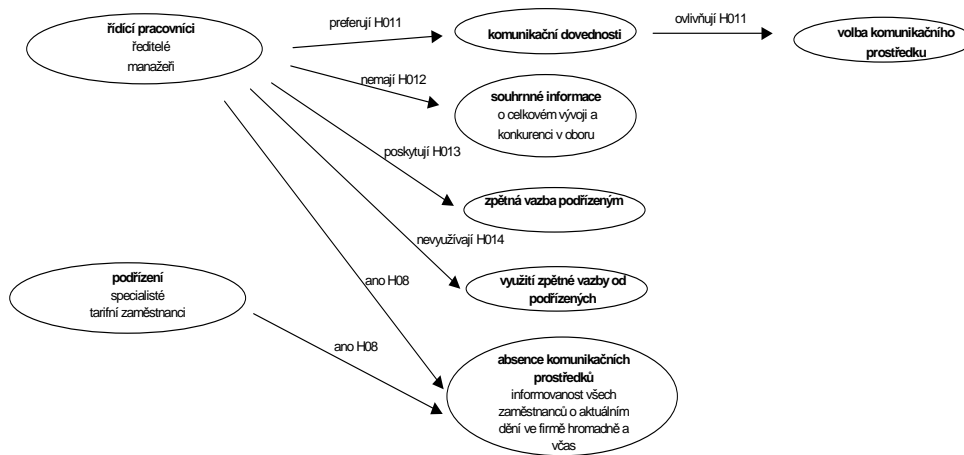 řídící pracovníci
ředitelé
manažeři
preferují H011
komunikační dovednosti
ovlivňují H011
volba komunikačního
prostředku
nemají H012
souhrnné informace
o celkovém vývoji a
konkurenci v oboru
poskytují H013
zpětná vazba podřízeným
nevyužívají H014
využití zpětné vazby od
podřízených
podřízení
specialisté
tarifní zaměstnanci
ano H08
ano H08
absence komunikačních
prostředků
informovanost všech
zaměstnanců o aktuálním
dění ve firmě hromadně a
včas